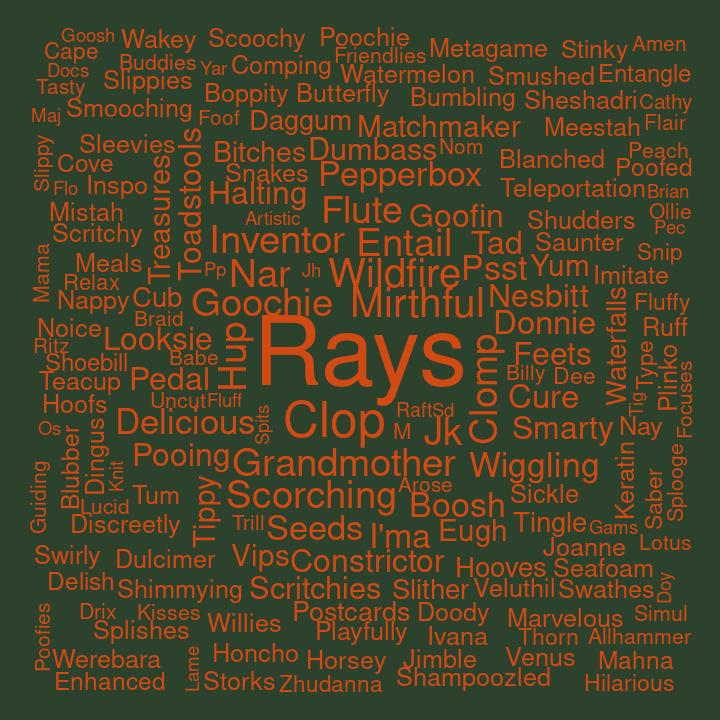 Goosh Wakey Scoochy Poochie Metagame Stinky Amen
Cape Buddies Yar Comping Friendlies
Docs Slippies Watermelon Smushed Entangle
Tasty Boppity Butterfly Bumbling Sheshadri Cathy
Maj Smooching Foof Daggum Matchmaker Meestah Flair
Slippy Sleevies Bitches Dumbass Nom Blanched Peach
Cove Treasures Toadstools Snakes Pepperbox Teleportation Poofed
Flo Inspo Halting Brian
Mistah Artistic Flute Goofin Shudders Ollie
Scritchy Inventor Entail Tad Saunter Pec
Mama Meals Pp Nar Jh Wildfire Psst Yum Imitate Snip
Relax
Nappy Cub Goochie Mirthful Nesbitt Waterfalls Fluffy
Noice Braid Donnie Ruff
Ritz Looksie Hup Rays Clomp Feets Type Plinko
Shoebill Babe
Teacup Pedal Billy Dee Focuses
Hoofs Uncut Fluff Cure Tig
Os Delicious Spits Clop Raft Sd M Jk Smarty Nay
Blubber Dingus Pooing Grandmother Wiggling Keratin
Guiding Knit Tum Tippy Scorching Arose Boosh Sickle Saber Splooge
Lucid
Discreetly Trill Seeds I'ma Eugh Tingle Gams
Swirly Dulcimer Vips Constrictor Hooves Joanne Lotus
Seafoam
Delish Shimmying Scritchies Slither Veluthil Swathes Doy
Poofies Drix Kisses Postcards Doody Marvelous Simul
Splishes Willies Playfully Ivana Thorn Allhammer
Werebara Lame Honcho Horsey Jimble Venus Mahna
Enhanced Storks Zhudanna Shampoozled Hilarious